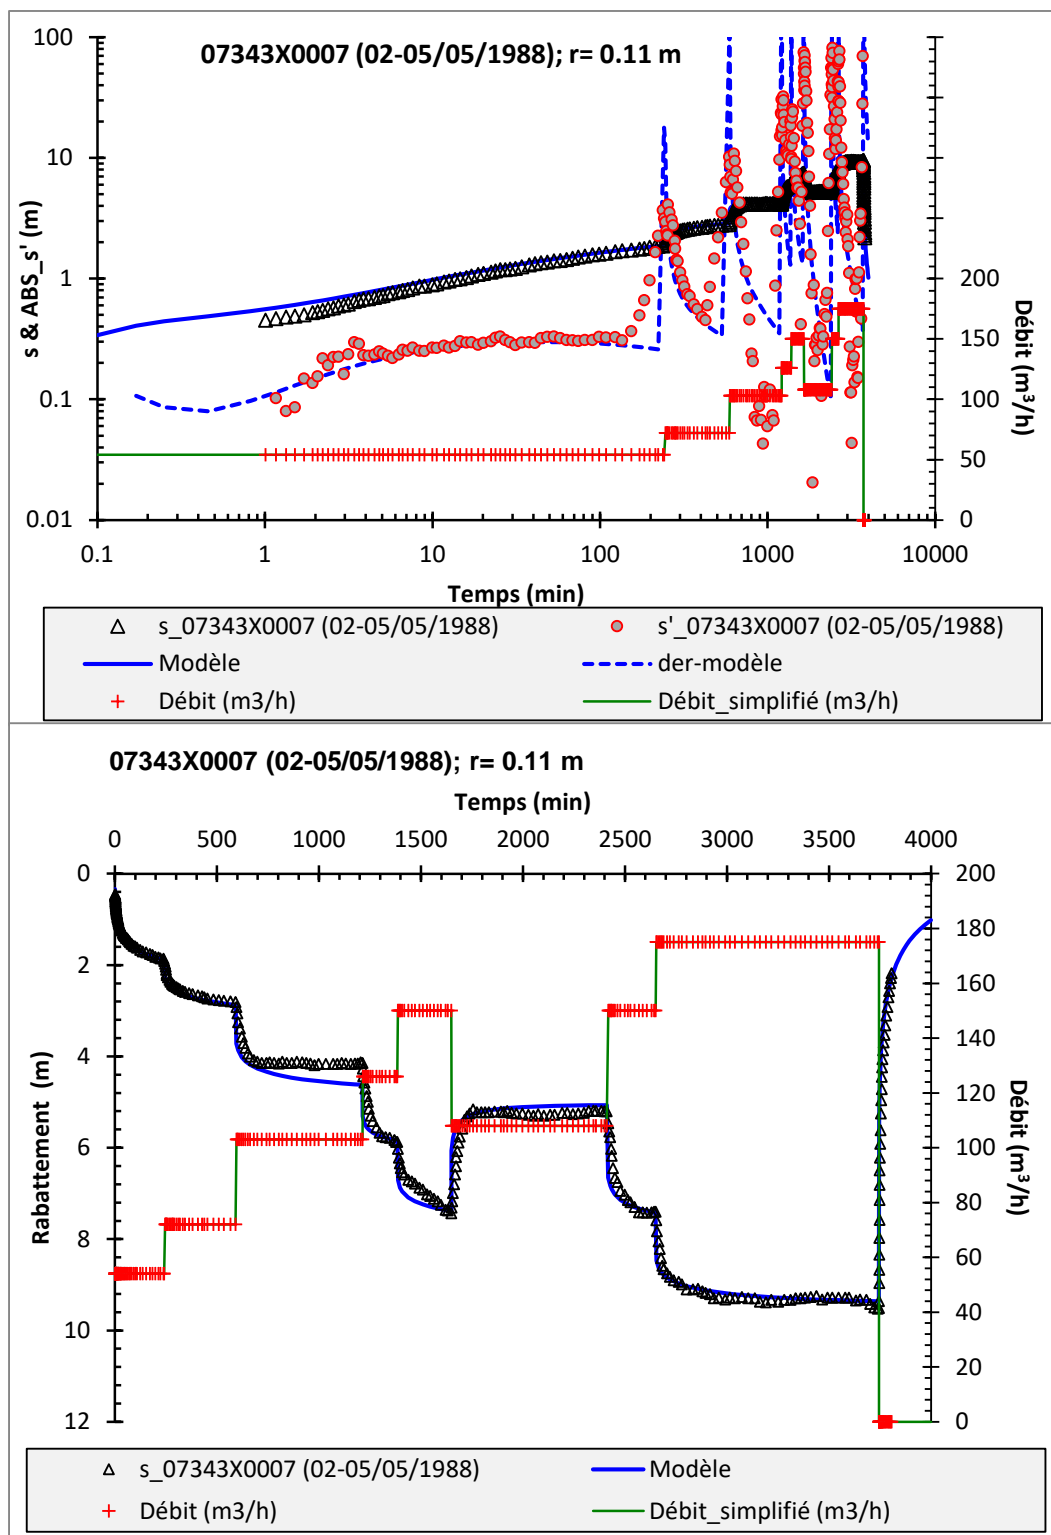 07343X0007 (02-05/05/1988); r= 0.11 m
100
10
1
0.1
0.01
s & ABS_s' (m)
200
150
100
50
0
Débit (m³/h)
0.1 1 10 100 1000 10000
Temps (min)
s_07343X0007 (02-05/05/1988) s'_07343X0007 (02-05/05/1988)
Modèle der-modèle
Débit (m3/h) Débit_simplifié (m3/h)
07343X0007 (02-05/05/1988); r= 0.11 m
Temps (min)
0 500 1000 1500 2000 2500 3000 3500 4000
0
2
4
6
8
10
12
Rabattement (m)
200
180
160
140
120
100
80
60
40
20
0
Débit (m³/h)
s_07343X0007 (02-05/05/1988) Modèle
Débit (m3/h) Débit_simplifié (m3/h)